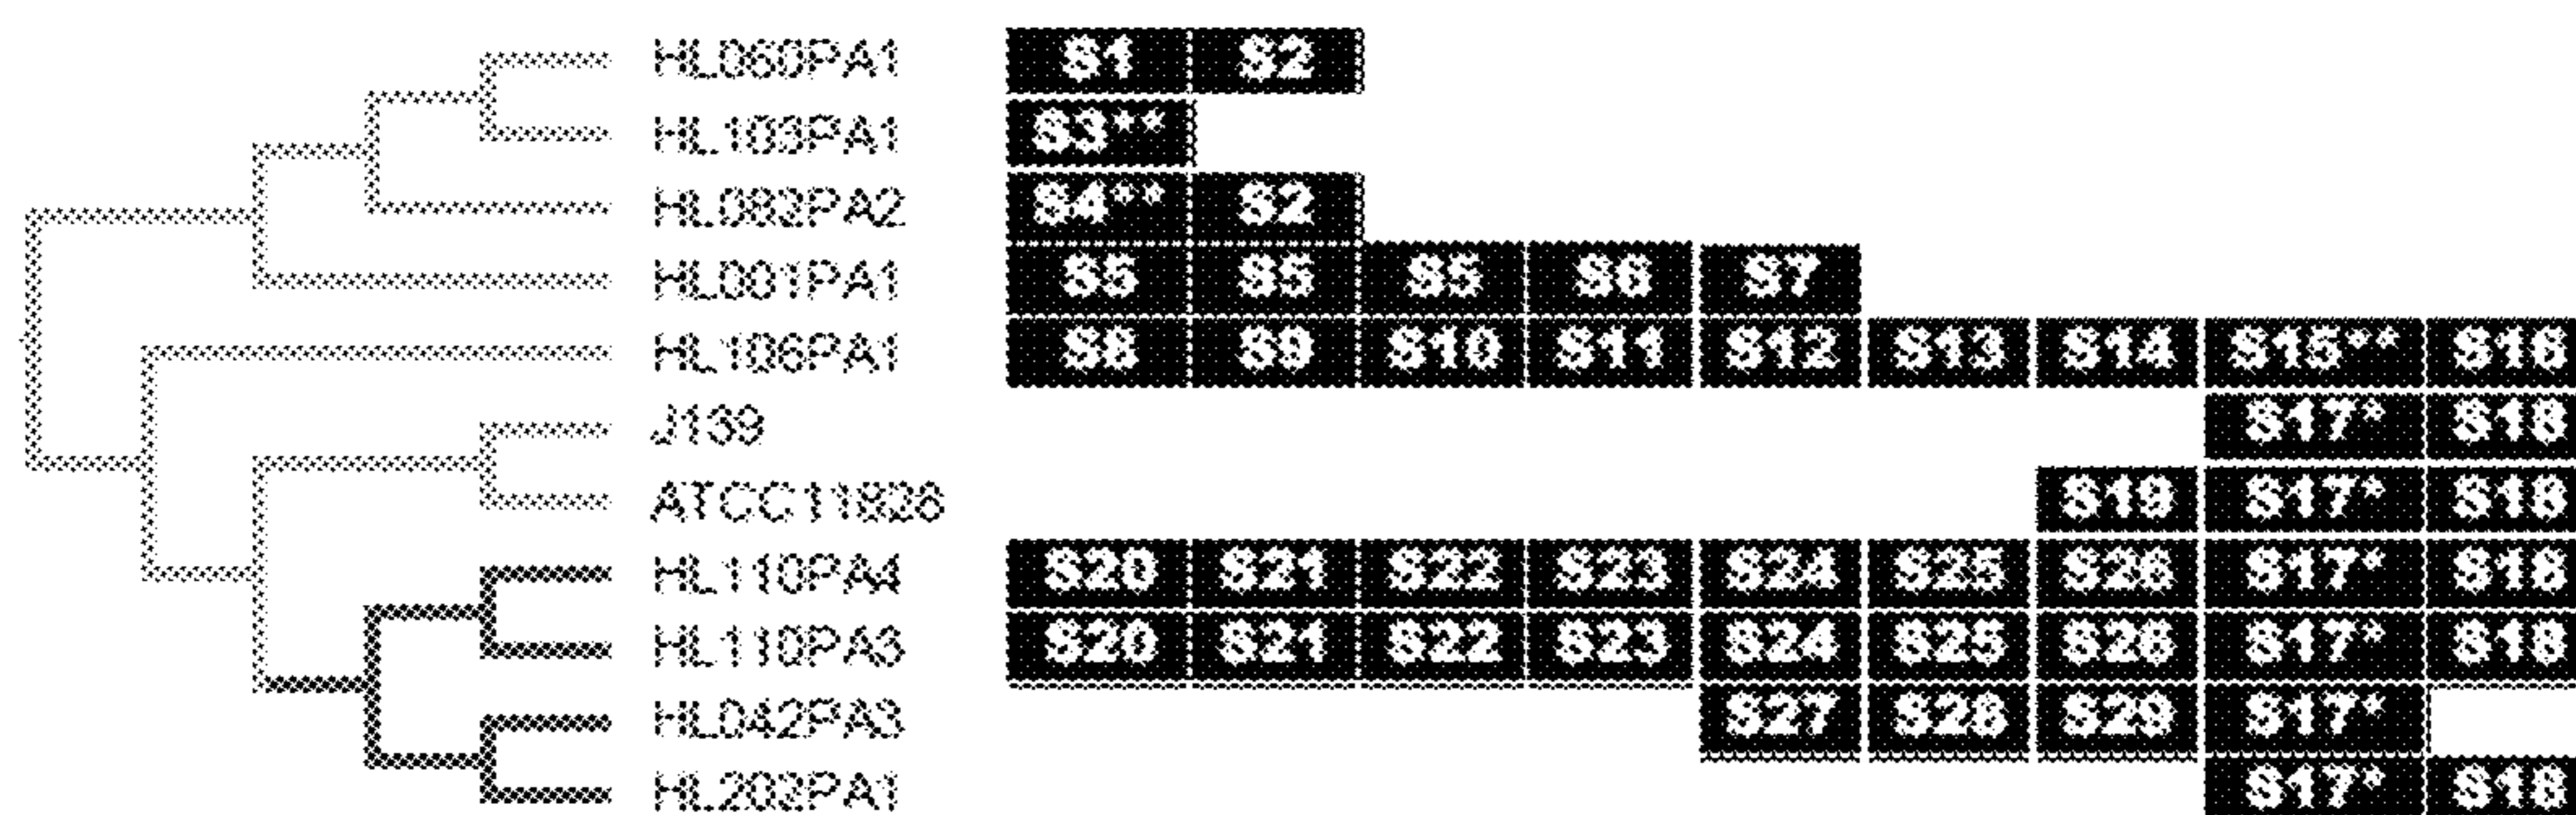 HL060PA1 S1 S2
HL103PA1 S3**
HL082PA2 S4** S2
HL001PA1 S5 S5 S5 S6 S7
HL106PA1 S8 S9 S10 S11 S12 S13 S14 S15** S16
J139 S17* S18
ATCC11828 S19 S17* S18
HL110PA4 S20 S21 S22 S23 S24 S25 S26 S17* S18
HL110PA3 S20 S21 S22 S23 S24 S25 S26 S17* S18
HL042PA3 S27 S28 S29 S17*
HL202PA1 S17* S18